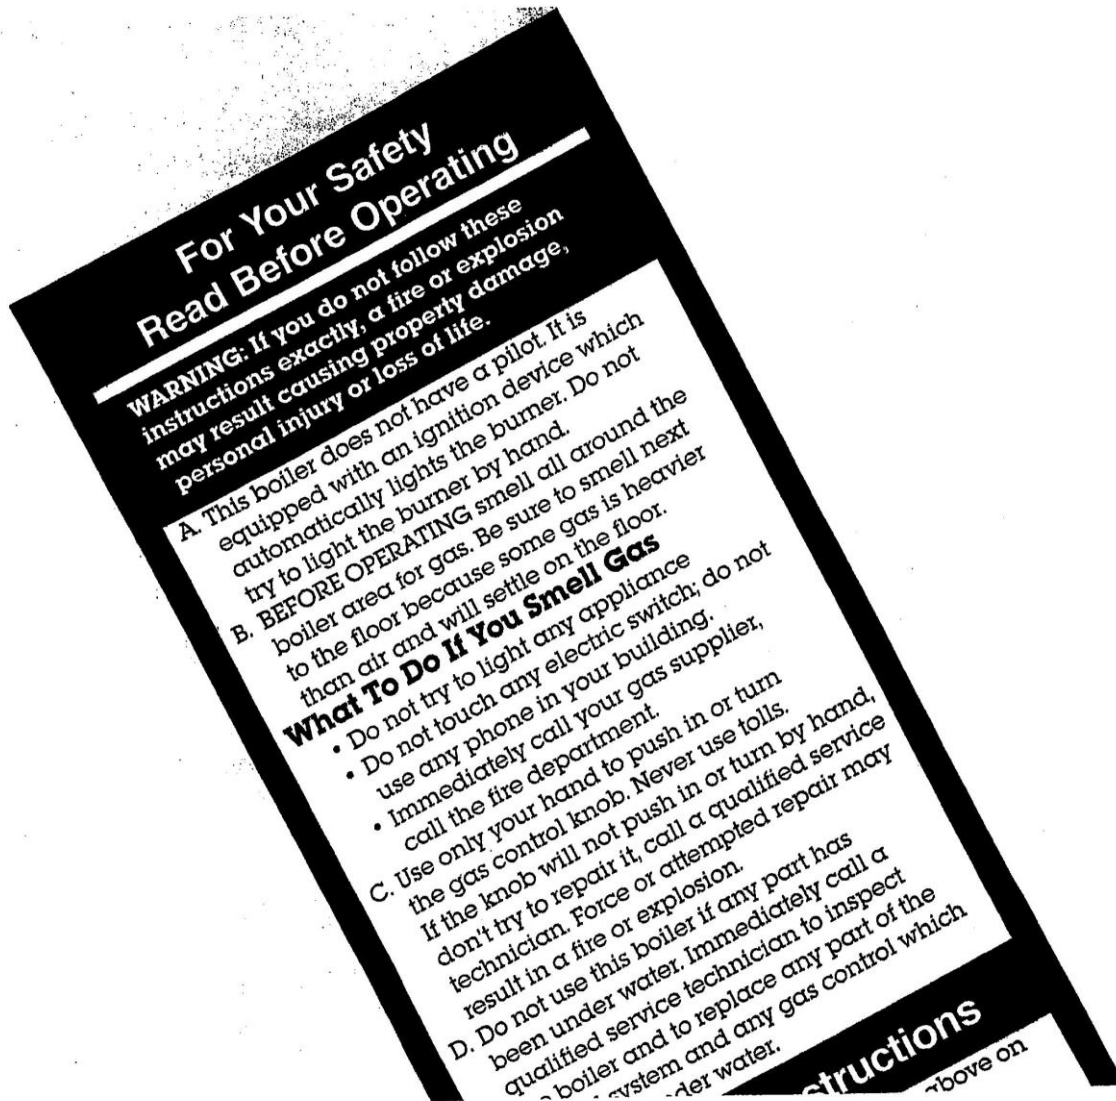 For Your Safety
Read Before Operating
WARNING: If you do not follow these
instructions exactly, a fire or explosion
may result causing property damage,
personal injury or loss of life.
A. This boiler does not have a pilot. It is
equipped with an ignition device which
automatically lights the burner. Do not
try to light the burner by hand.
B. BEFORE OPERATING smell all around the
boiler area for gas. Be sure to smell next
to the floor because some gas is heavier
than air and will settle on the floor.
What To Do If You Smell Gas
• Do not try to light any appliance
• Do not touch any electric switch; do not
use any phone in your building.
• Immediately call your gas supplier,
call the fire department.
C. Use only your hand to push in or turn
the gas control knob. Never use tolls.
If the knob will not push in or turn by hand,
don't try to repair it, call a qualified service
technician. Force or attempted repair may
result in a fire or explosion.
D. Do not use this boiler if any part has
been under water. Immediately call a
qualified service technician to inspect
boiler and to replace any part of the
system and any gas control which
water.
above on